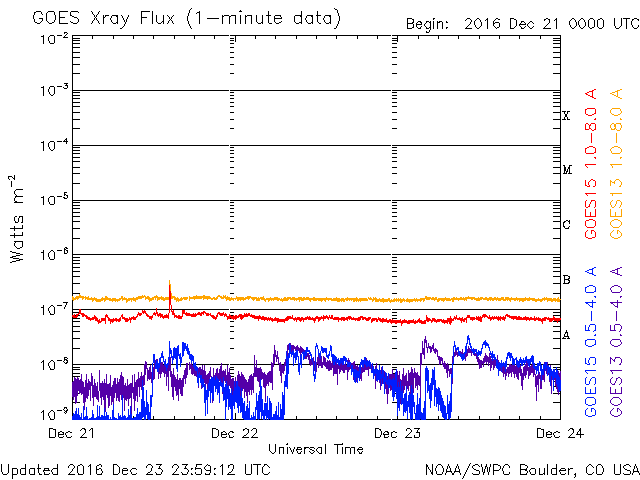 GOES Xray Flux (1-minute data)
Begin: 2016 Dec 21 0000 UTC
10⁻²
10⁻³
10⁻⁴
10⁻⁵
10⁻⁶
10⁻⁷
10⁻⁸
10⁻⁹
Watts m⁻²
X
M
C
B
A
GOES15 1.0-8.0 A
GOES13 1.0-8.0 A
GOES15 0.5-4.0 A
GOES13 0.5-4.0 A
Dec 21
Dec 22
Dec 23
Dec 24
Universal Time
Updated 2016 Dec 23 23:59:12 UTC
NOAA/SWPC Boulder, CO USA